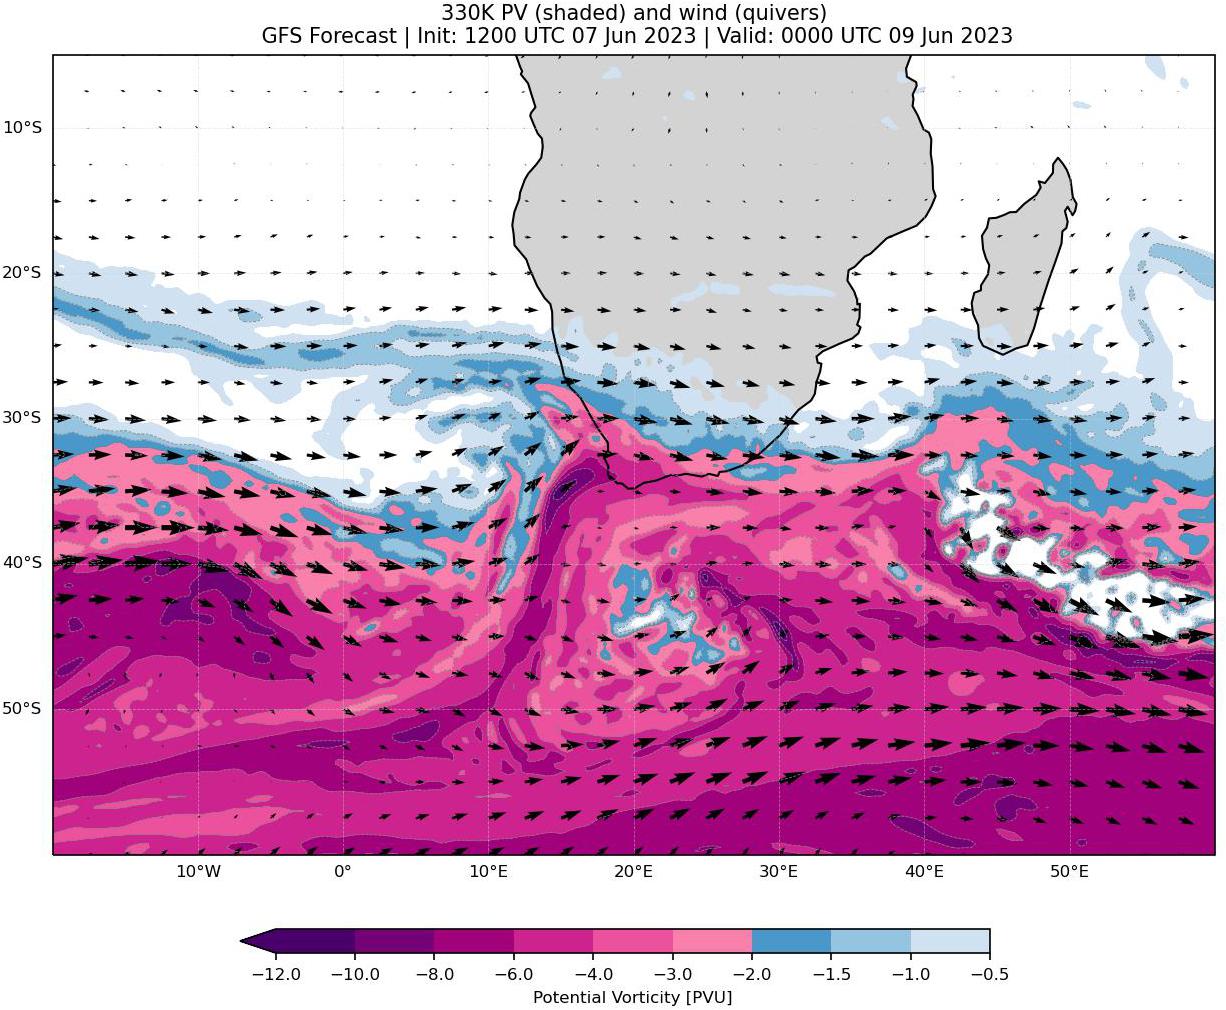 330K PV (shaded) and wind (quivers)
GFS Forecast | Init: 1200 UTC 07 Jun 2023 | Valid: 0000 UTC 09 Jun 2023
10°S
20°S
30°S
40°S
50°S
10°W 0° 10°E 20°E 30°E 40°E 50°E
−12.0 −10.0 −8.0 −6.0 −4.0 −3.0 −2.0 −1.5 −1.0 −0.5
Potential Vorticity [PVU]